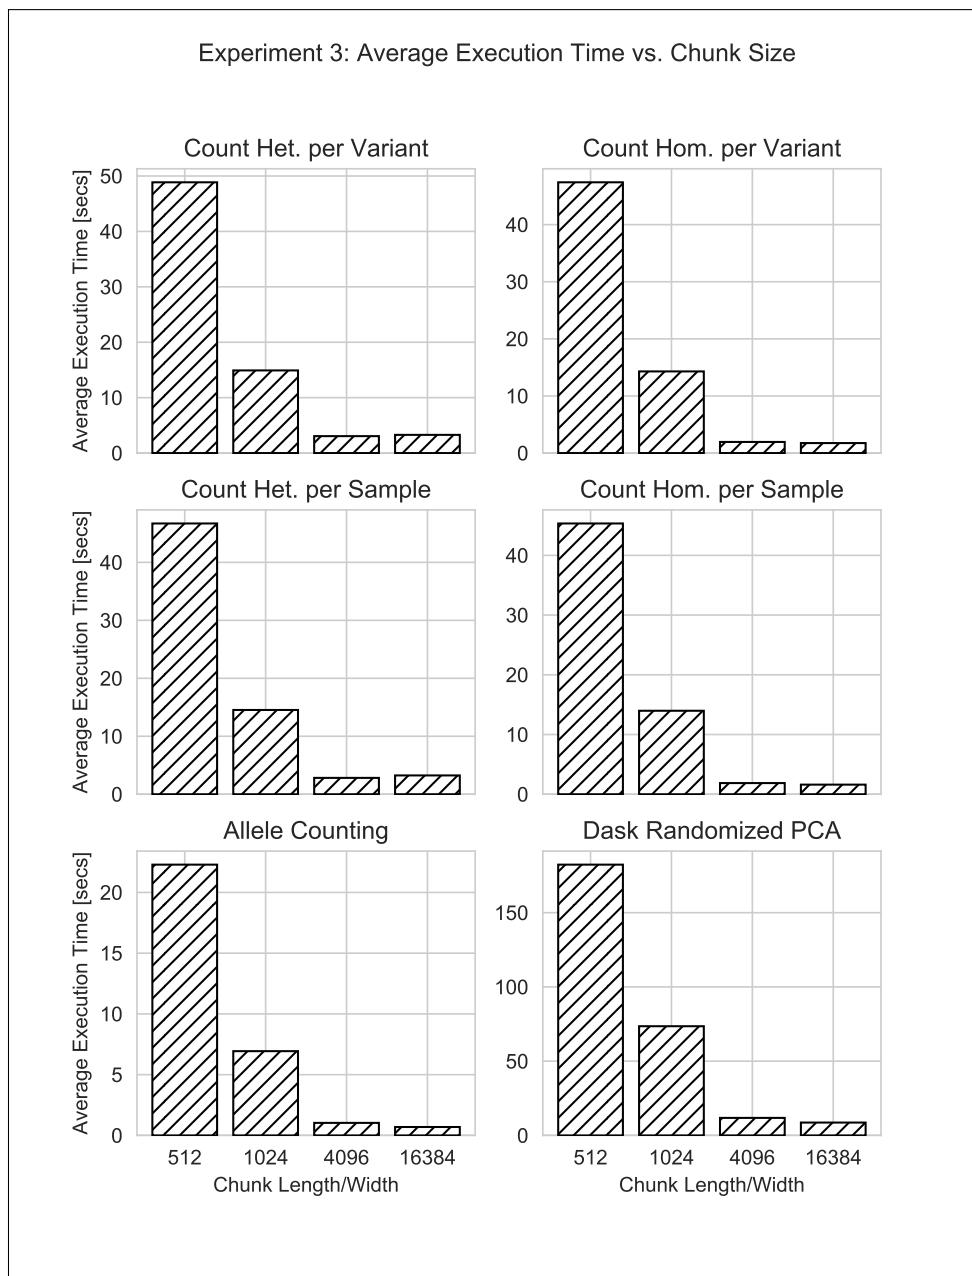 Experiment 3: Average Execution Time vs. Chunk Size
Count Het. per Variant
Average Execution Time [secs]
50
40
30
20
10
0
Count Hom. per Variant
40
30
20
10
0
Count Het. per Sample
Average Execution Time [secs]
40
30
20
10
0
Count Hom. per Sample
40
30
20
10
0
Allele Counting
Average Execution Time [secs]
20
15
10
5
0
512 1024 4096 16384
Chunk Length/Width
Dask Randomized PCA
150
100
50
0
512 1024 4096 16384
Chunk Length/Width